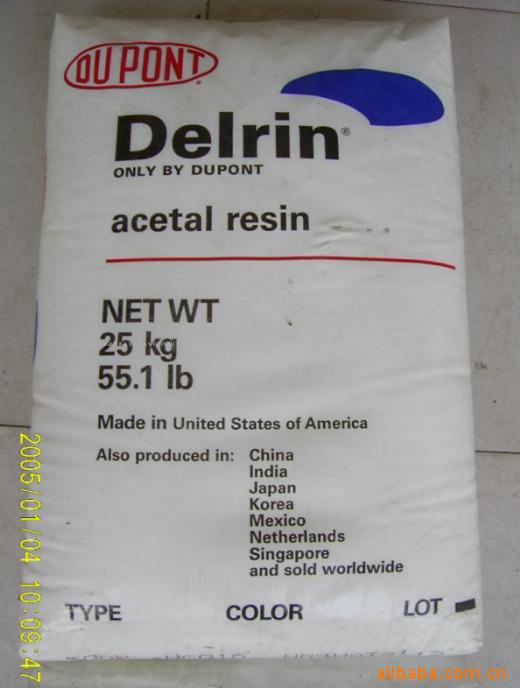 DU PONT
®
Delrin®
ONLY BY DUPONT
acetal resin
NET WT
25 kg
55.1 lb
Made in United States of America
Also produced in: China
India
Japan
Korea
Mexico
Netherlands
Singapore
and sold worldwide
TYPE COLOR LOT
2005/01/04 10:09:47
alibaba.com.cn